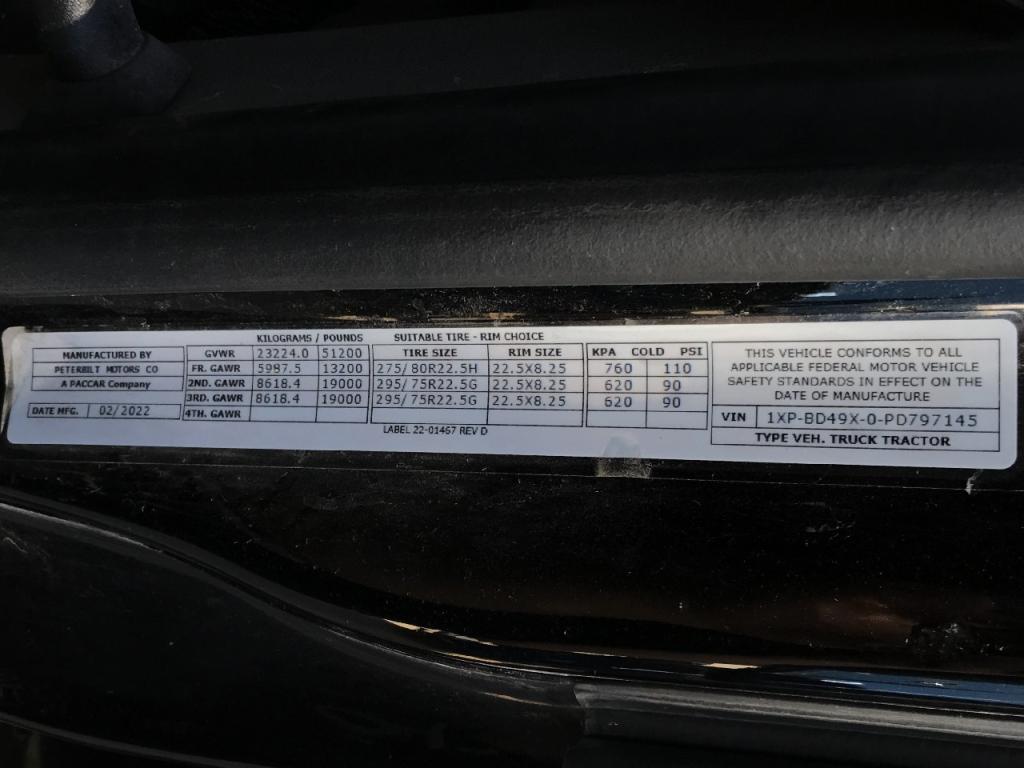 KILOGRAMS / POUNDS SUITABLE TIRE - RIM CHOICE
MANUFACTURED BY
PETERBILT MOTORS CO
A PACCAR Company
DATE MFG. 02/2022
GVWR 23224.0 51200 TIRE SIZE RIM SIZE KPA COLD PSI
FR. GAWR 5987.5 13200 275/ 80R22.5H 22.5X8.25 760 110
2ND. GAWR 8618.4 19000 295/ 75R22.5G 22.5X8.25 620 90
3RD. GAWR 8618.4 19000 295/ 75R22.5G 22.5X8.25 620 90
4TH. GAWR
LABEL 22-01467 REV D
THIS VEHICLE CONFORMS TO ALL
APPLICABLE FEDERAL MOTOR VEHICLE
SAFETY STANDARDS IN EFFECT ON THE
DATE OF MANUFACTURE
VIN 1XP-BD49X-0-PD797145
TYPE VEH. TRUCK TRACTOR